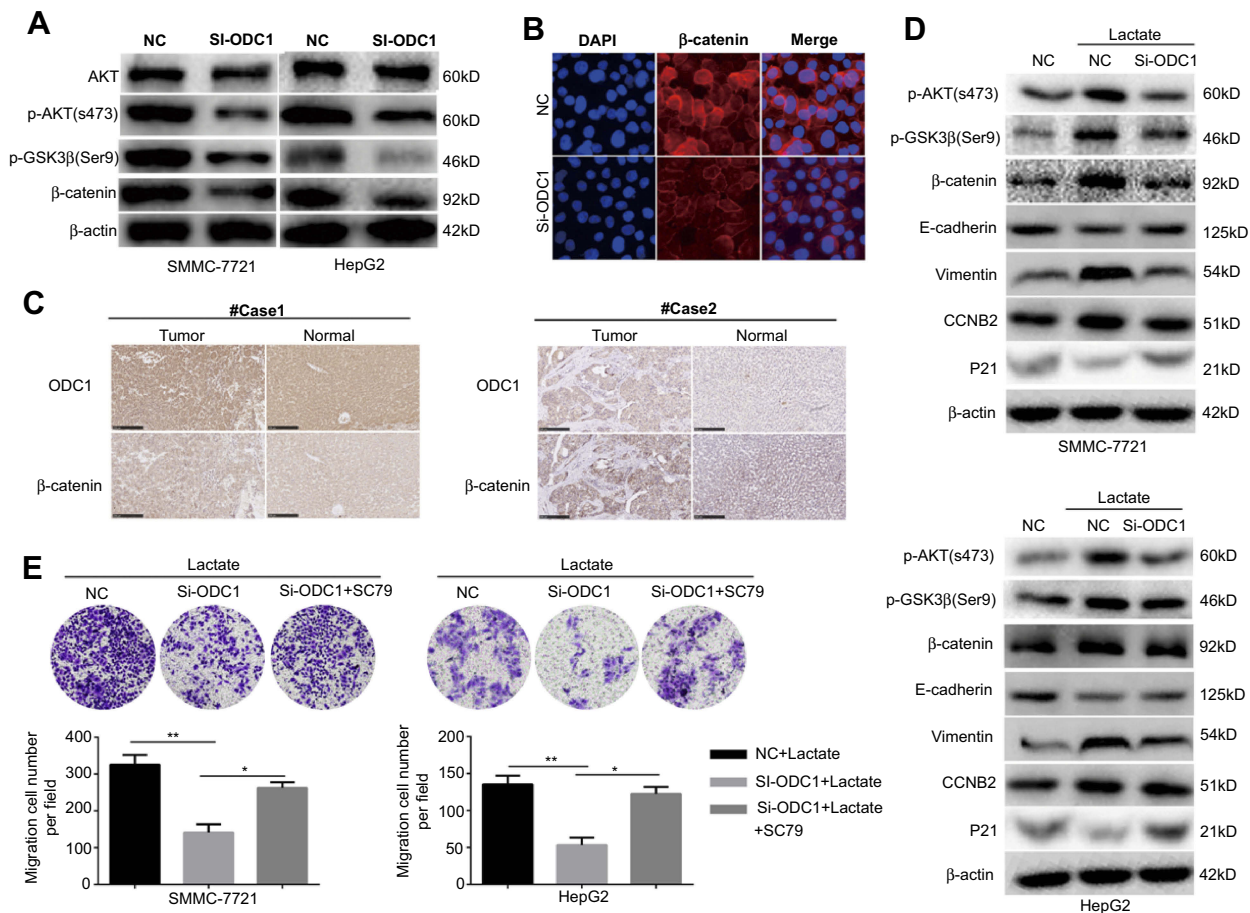 A
NC SI-ODC1 NC SI-ODC1
AKT 60kD
p-AKT(s473) 60kD
p-GSK3β(Ser9) 46kD
β-catenin 92kD
β-actin 42kD
SMMC-7721 HepG2
B
DAPI β-catenin Merge
NC
Si-ODC1
C
#Case1 #Case2
Tumor Normal Tumor Normal
ODC1 ODC1
β-catenin β-catenin
D
Lactate
NC NC Si-ODC1
p-AKT(s473) 60kD
p-GSK3β(Ser9) 46kD
β-catenin 92kD
E-cadherin 125kD
Vimentin 54kD
CCNB2 51kD
P21 21kD
β-actin 42kD
SMMC-7721
Lactate
NC NC Si-ODC1
p-AKT(s473) 60kD
p-GSK3β(Ser9) 46kD
β-catenin 92kD
E-cadherin 125kD
Vimentin 54kD
CCNB2 51kD
P21 21kD
β-actin 42kD
HepG2
E
Lactate Lactate
NC Si-ODC1 Si-ODC1+SC79 NC Si-ODC1 Si-ODC1+SC79
Migration cell number
per field
400
300
200
100
0
** *
SMMC-7721
Migration cell number
per field
200
150
100
50
0
** *
HepG2
NC+Lactate
SI-ODC1+Lactate
Si-ODC1+Lactate
+SC79